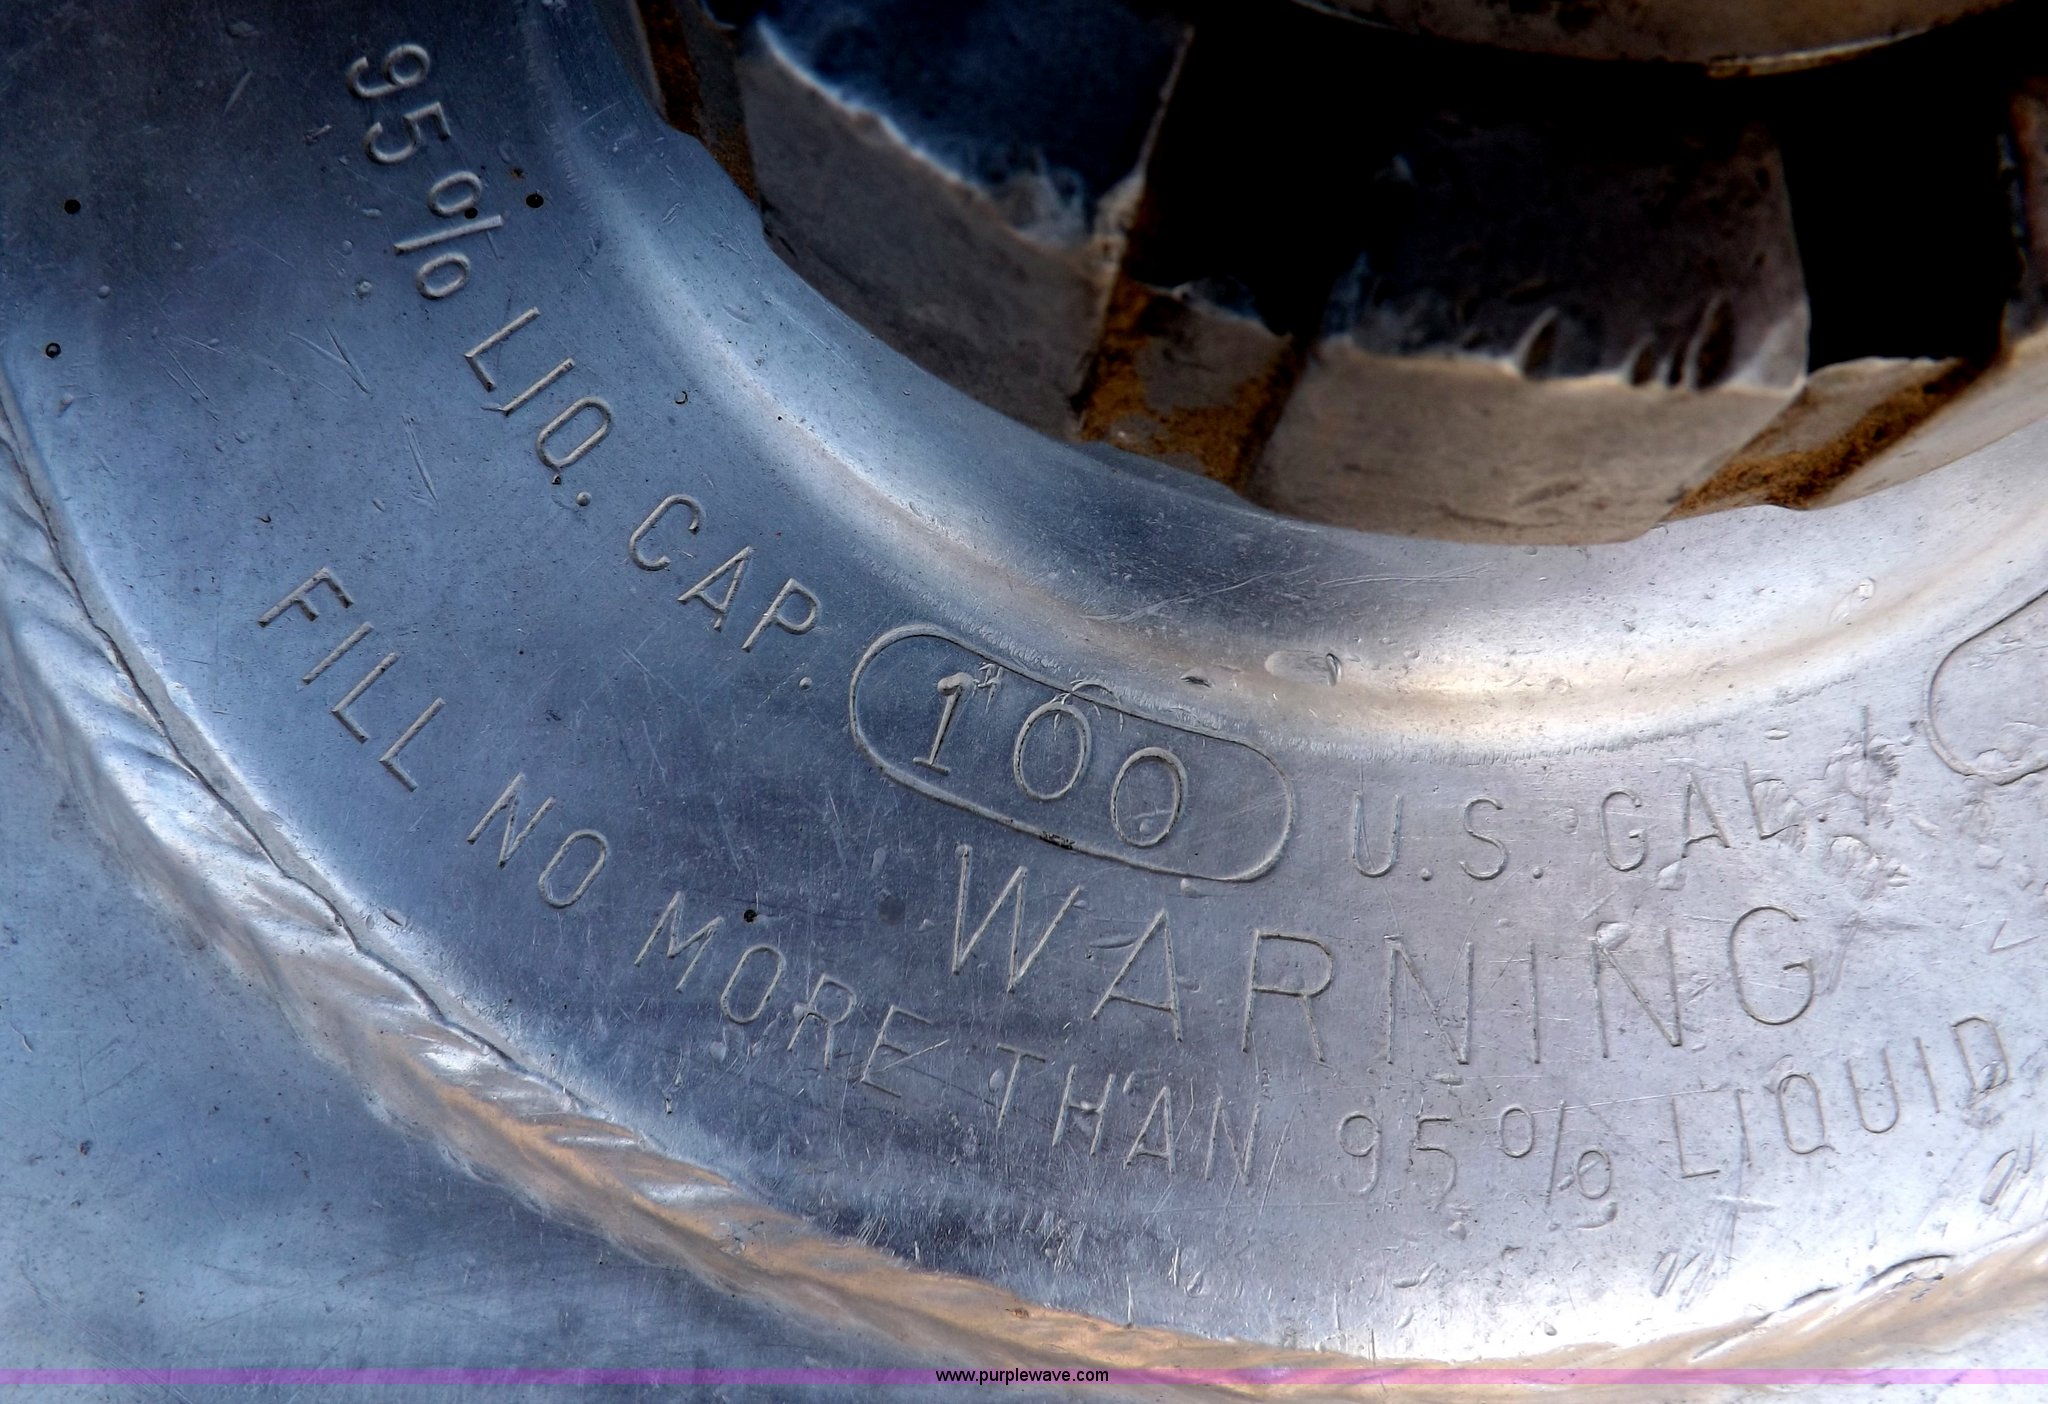 95% LIQ. CAP. 100 U.S. GAL.
WARNING
FILL NO MORE THAN 95% LIQUID
www.purplewave.com